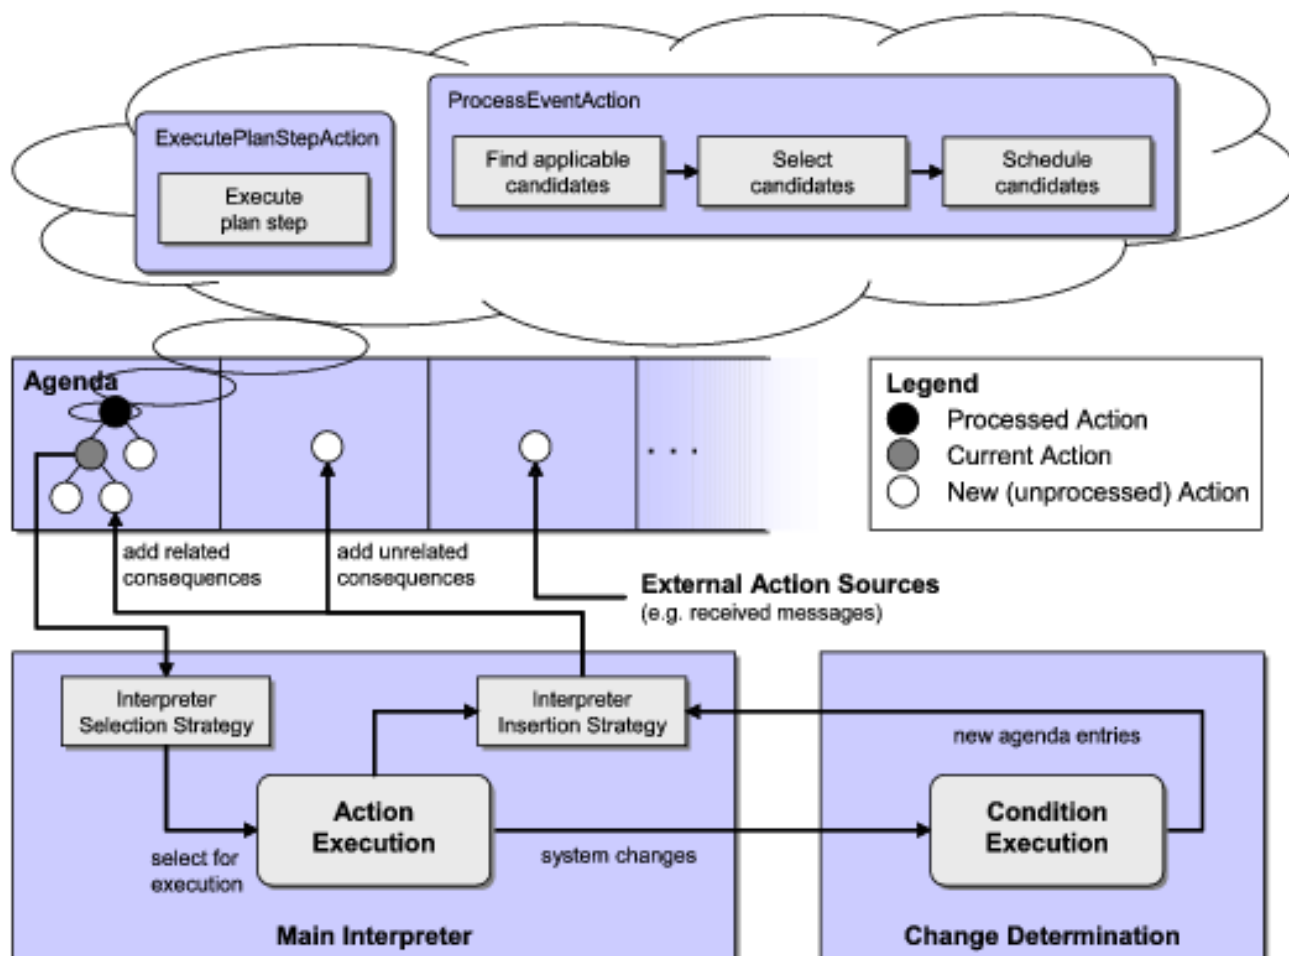 ProcessEventAction
ExecutePlanStepAction
Find applicable
candidates
Select
candidates
Schedule
candidates
Execute
plan step
Agenda
. . .
Legend
Processed Action
Current Action
New (unprocessed) Action
add related
consequences
add unrelated
consequences
External Action Sources
(e.g. received messages)
Interpreter
Selection Strategy
Interpreter
Insertion Strategy
new agenda entries
Action
Execution
Condition
Execution
select for
execution
system changes
Main Interpreter
Change Determination